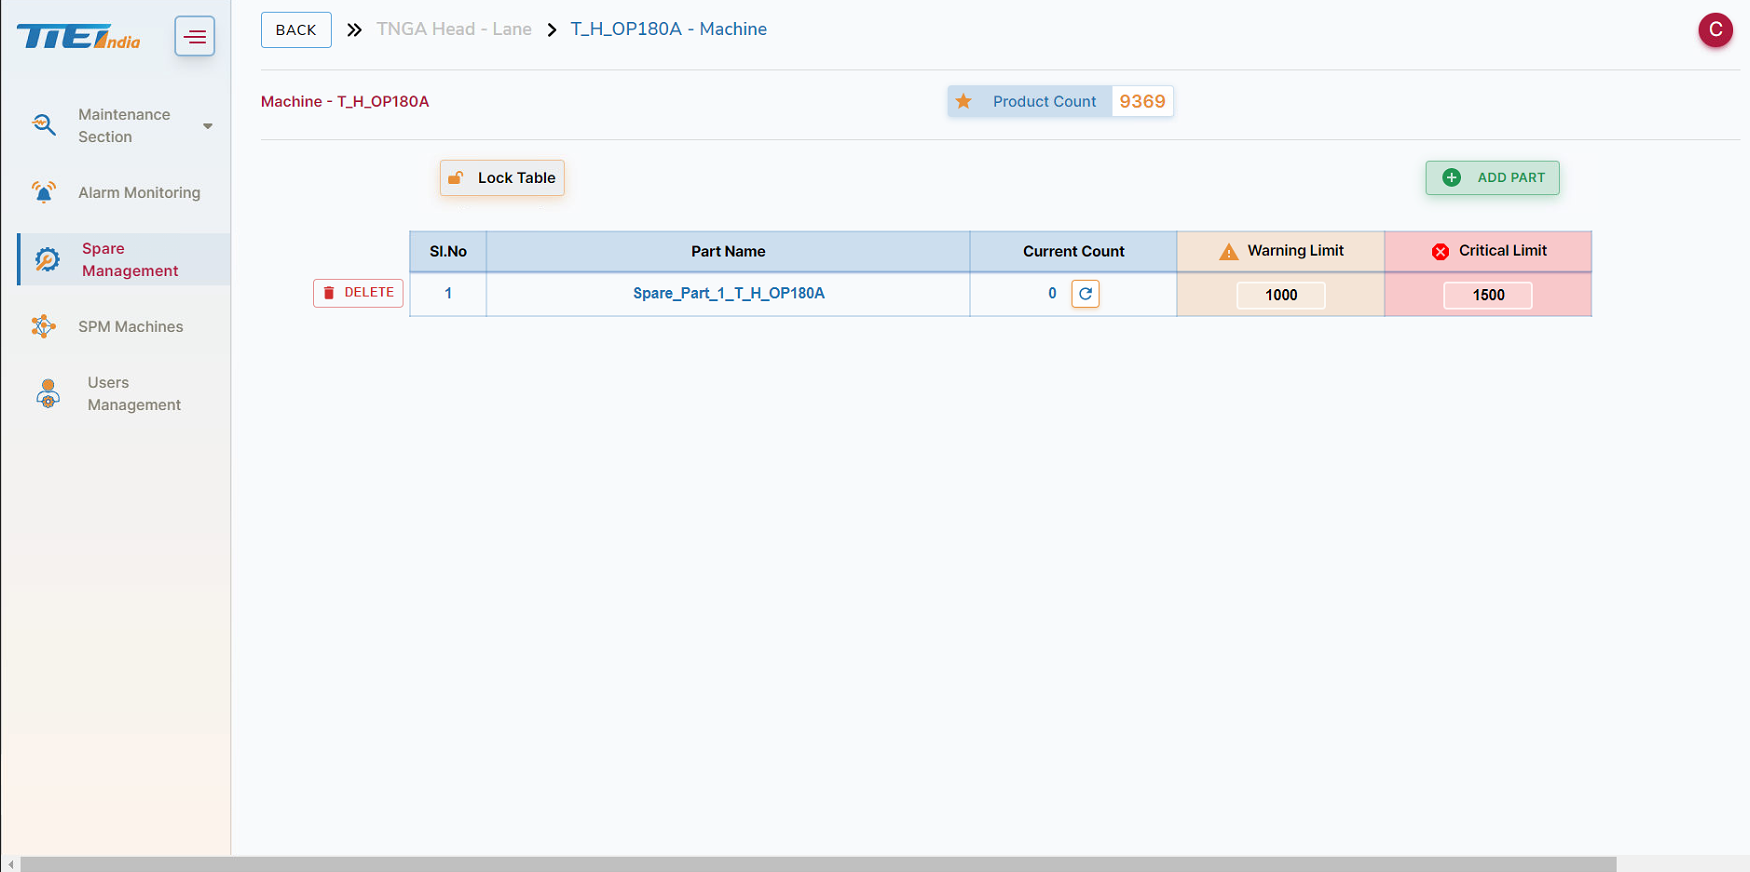 TIEIndia
BACK
TNGA Head - Lane
T_H_OP180A - Machine
C
Maintenance
Section
Alarm Monitoring
Spare
Management
SPM Machines
Users
Management
Machine - T_H_OP180A
Product Count 9369
Lock Table
ADD PART
Sl.No Part Name Current Count Warning Limit Critical Limit
DELETE 1 Spare_Part_1_T_H_OP180A 0 1000 1500